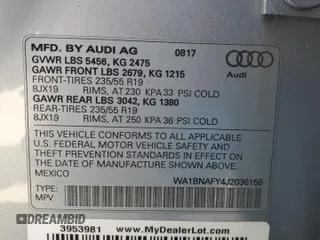 MFD. BY AUDI AG 0817
GVWR LBS 5456, KG 2475
GAWR FRONT LBS 2679, KG 1215
FRONT-TIRES 235/55 R19
8JX19 RIMS, AT 230 KPA 33 PSI COLD
GAWR REAR LBS 3042, KG 1380
REAR-TIRES 235/55 R19
8JX19 RIMS, AT 250 KPA 36 PSI COLD
Audi
THIS VEHICLE CONFORMS TO ALL APPLICABLE
U.S. FEDERAL MOTOR VEHICLE SAFETY
STANDARDS IN EFFECT ON THE
DATE OF MANUFACTURE SHOWN ABOVE.
MEXICO
WA1BNAFY4J2036156
TYPE:
MPV
3953981 www.MyDealerLot.com